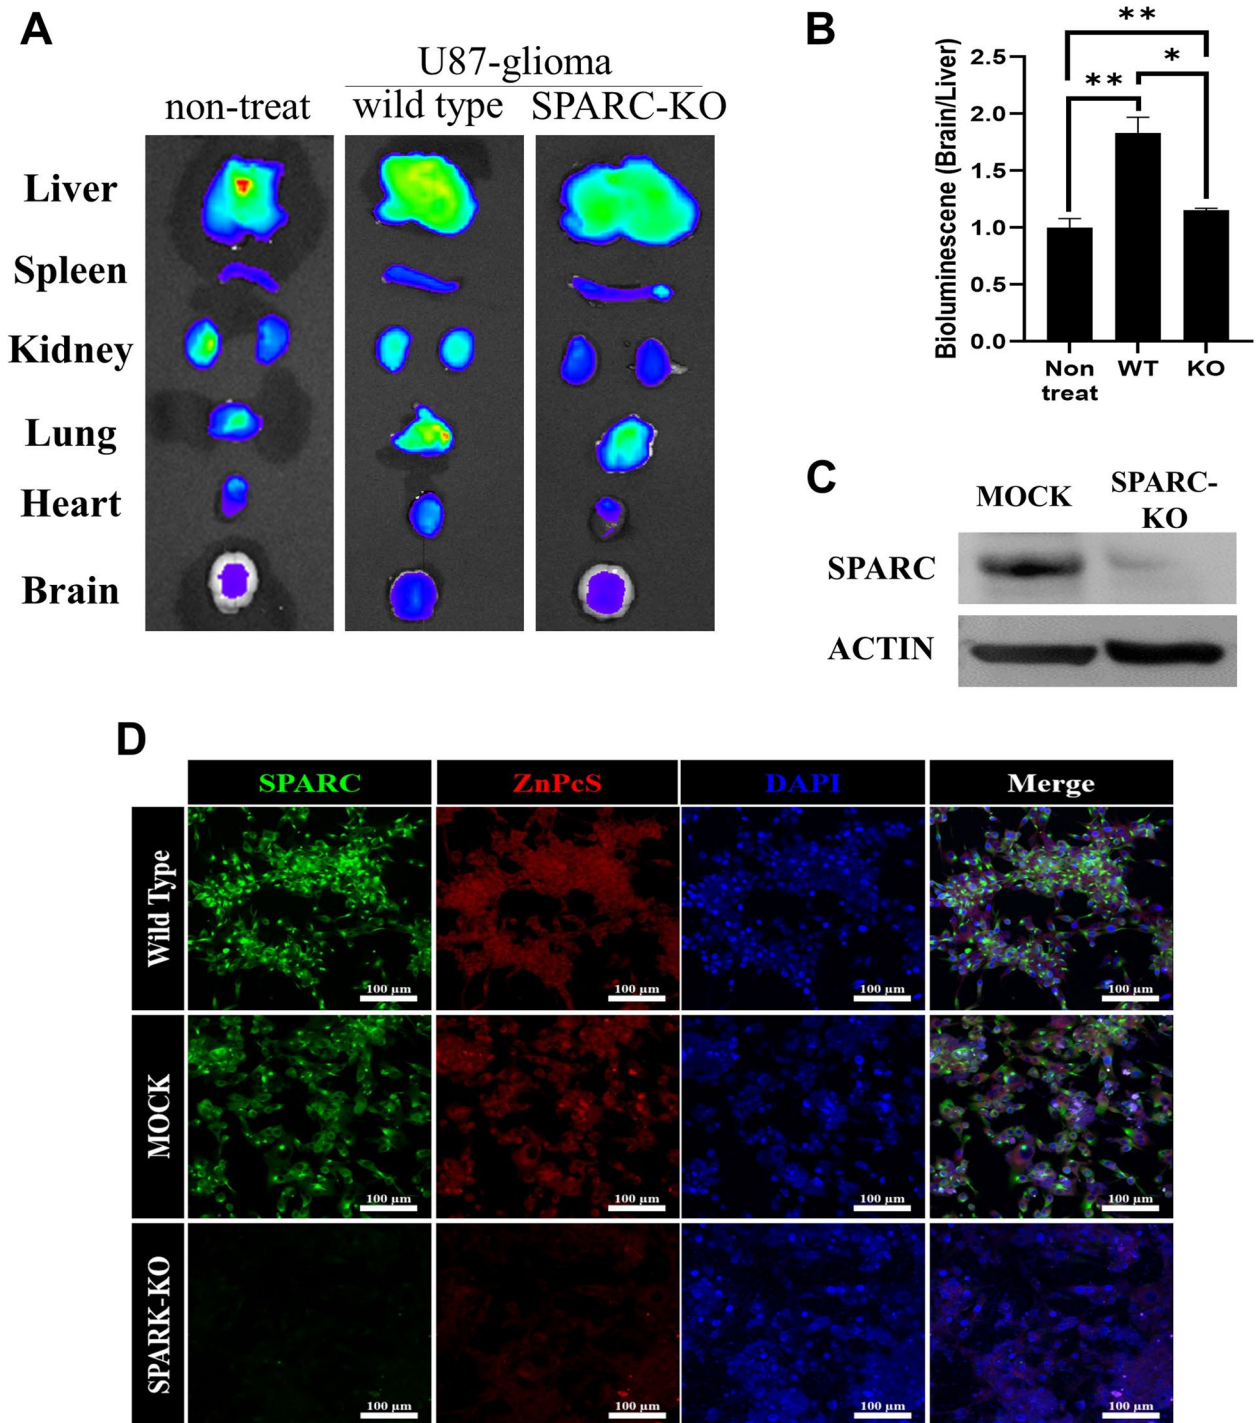 A
U87-glioma
non-treat
wild type
SPARC-KO
Liver
Spleen
Kidney
Lung
Heart
Brain
B
Bioluminescene (Brain/Liver)
2.5
2.0
1.5
1.0
0.5
0.0
**
**
*
Non
treat
WT
KO
C
MOCK
SPARC-
KO
SPARC
ACTIN
D
SPARC
ZnPcS
DAPI
Merge
Wild Type
100 µm
100 µm
100 µm
100 µm
MOCK
100 µm
100 µm
100 µm
100 µm
SPARK-KO
100 µm
100 µm
100 µm
100 µm